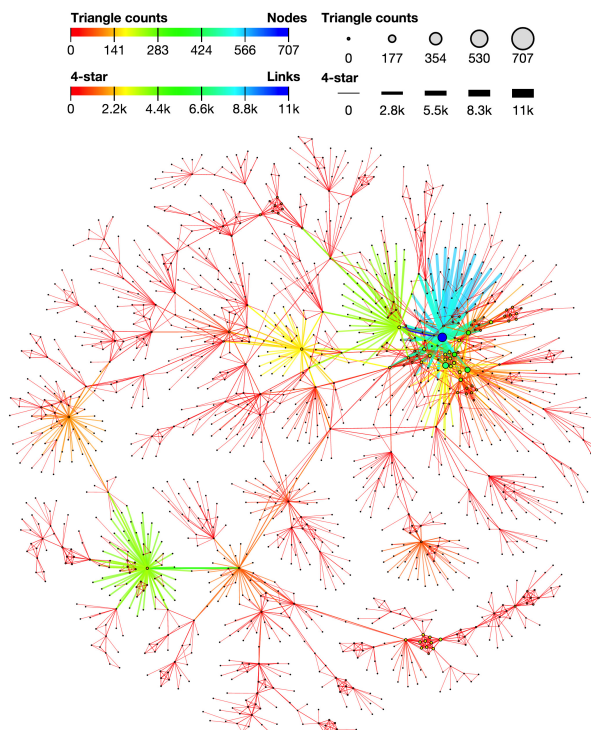 Triangle counts Nodes
0 141 283 424 566 707
4-star Links
0 2.2k 4.4k 6.6k 8.8k 11k
Triangle counts
0 177 354 530 707
4-star
0 2.8k 5.5k 8.3k 11k